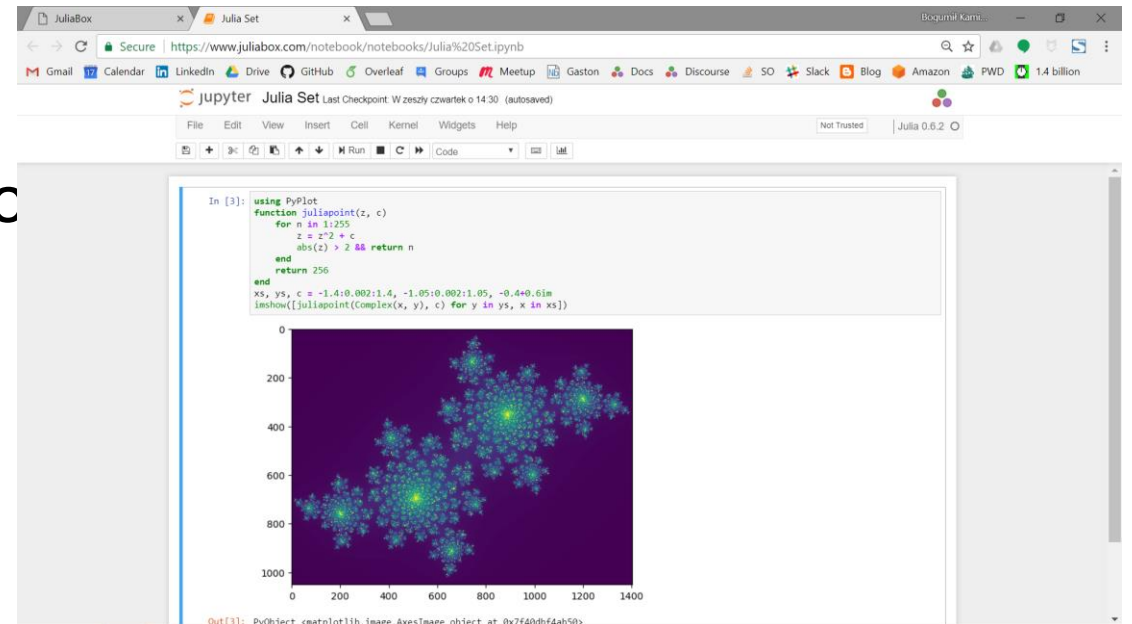 JuliaBox
Julia Set
Secure https://www.juliabox.com/notebook/notebooks/Julia%20Set.ipynb
Gmail Calendar LinkedIn Drive GitHub Overleaf Groups Meetup Gaston Docs Discourse SO Slack Blog Amazon PWD 1.4 billion
jupyter Julia Set Last Checkpoint: W zeszły czwartek o 14:30 (autosaved)
File Edit View Insert Cell Kernel Widgets Help Not Trusted Julia 0.6.2
Run Code
In [3]: using PyPlot
function juliapoint(z, c)
for n in 1:255
z = z^2 + c
abs(z) > 2 && return n
end
return 256
end
xs, ys, c = -1.4:0.002:1.4, -1.05:0.002:1.05, -0.4+0.6im
imshow([juliapoint(Complex(x, y), c) for y in ys, x in xs])
0
200
400
600
800
1000
0 200 400 600 800 1000 1200 1400
Out[3]: PyObject <matplotlib.image.AxesImage object at 0x7f40dbf4ab50>